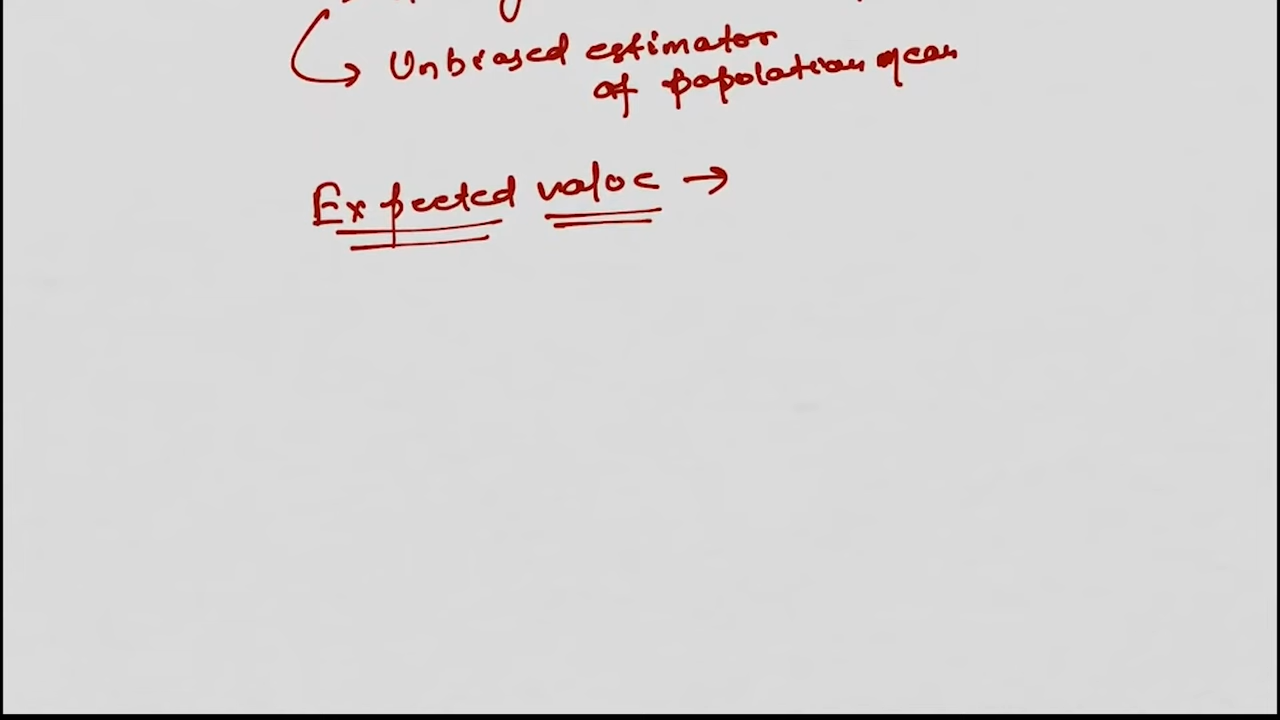 Unbiased estimator
of population mean
Expected value →